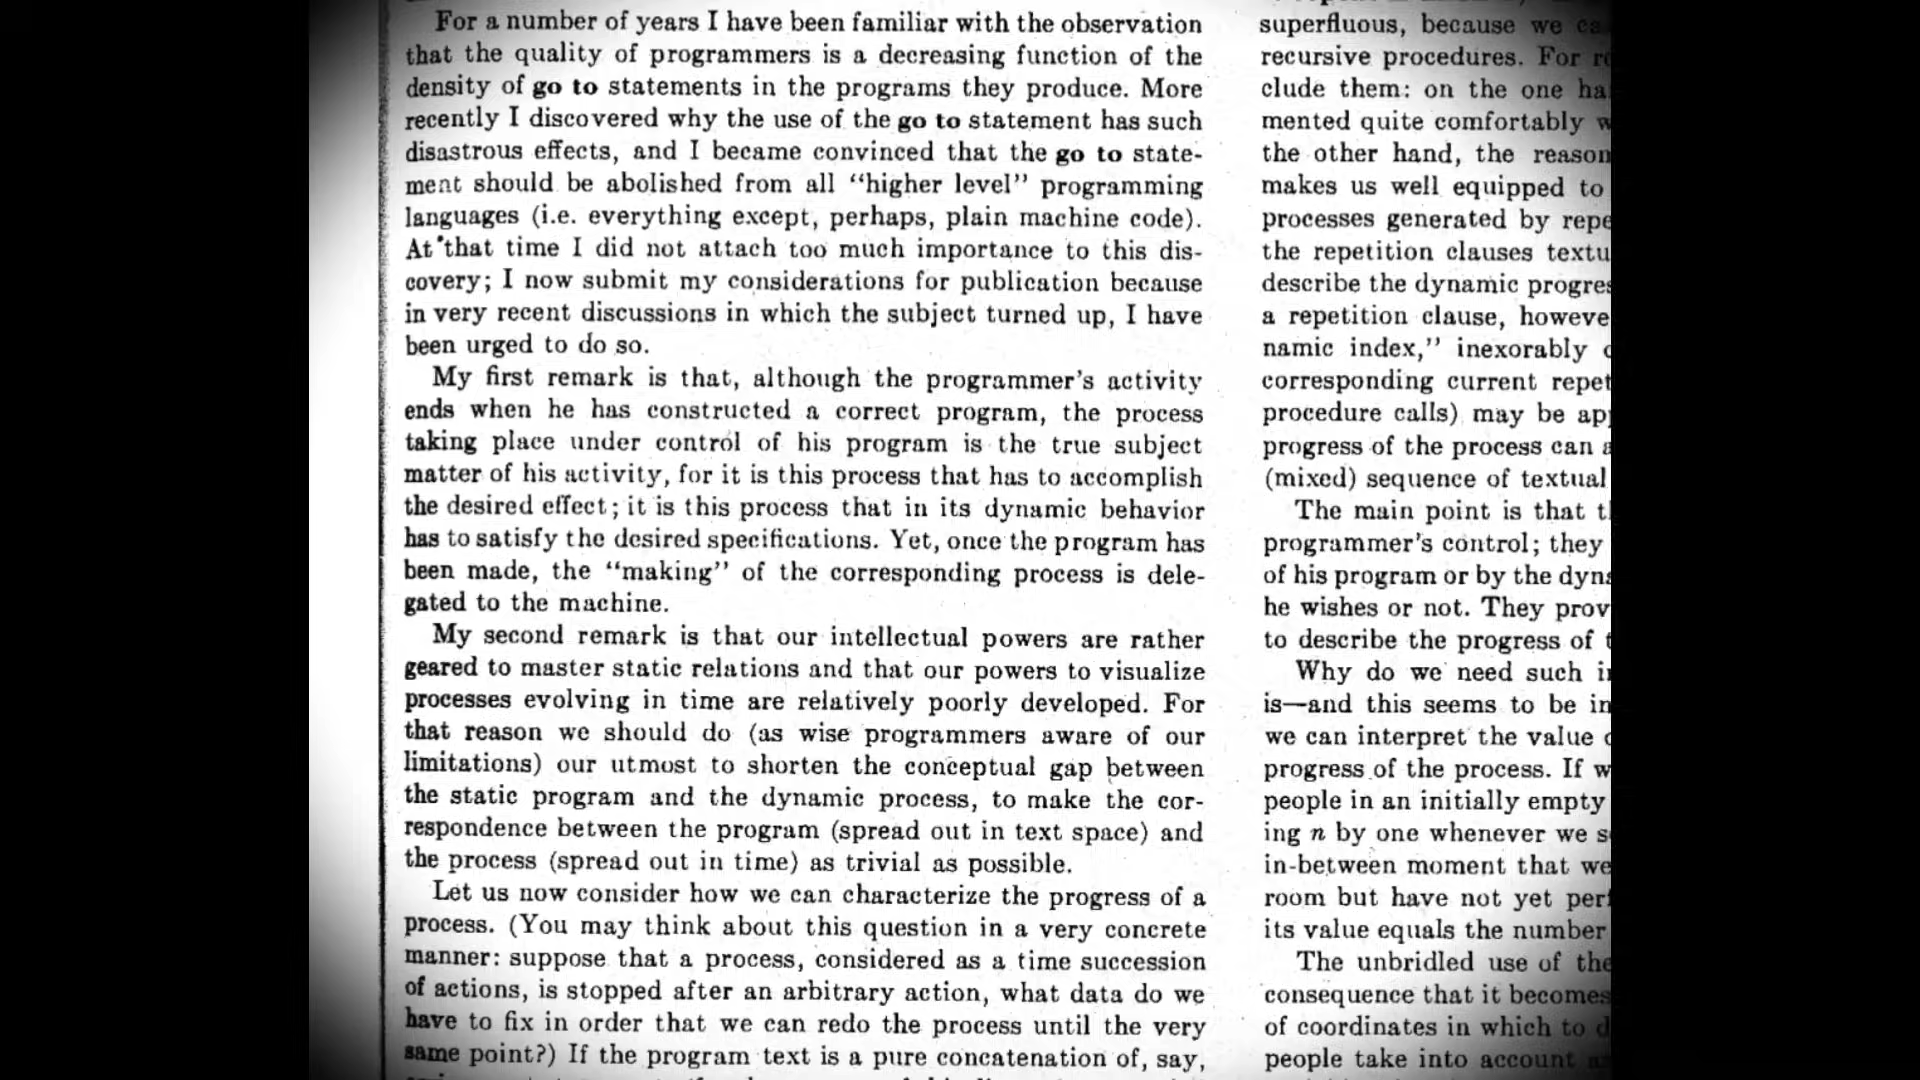 For a number of years I have been familiar with the observation
that the quality of programmers is a decreasing function of the
density of go to statements in the programs they produce. More
recently I discovered why the use of the go to statement has such
disastrous effects, and I became convinced that the go to state-
ment should be abolished from all “higher level” programming
languages (i.e. everything except, perhaps, plain machine code).
At that time I did not attach too much importance to this dis-
covery; I now submit my considerations for publication because
in very recent discussions in which the subject turned up, I have
been urged to do so.
My first remark is that, although the programmer's activity
ends when he has constructed a correct program, the process
taking place under control of his program is the true subject
matter of his activity, for it is this process that has to accomplish
the desired effect; it is this process that in its dynamic behavior
has to satisfy the desired specifications. Yet, once the program has
been made, the “making” of the corresponding process is dele-
gated to the machine.
My second remark is that our intellectual powers are rather
geared to master static relations and that our powers to visualize
processes evolving in time are relatively poorly developed. For
that reason we should do (as wise programmers aware of our
limitations) our utmost to shorten the conceptual gap between
the static program and the dynamic process, to make the cor-
respondence between the program (spread out in text space) and
the process (spread out in time) as trivial as possible.
Let us now consider how we can characterize the progress of a
process. (You may think about this question in a very concrete
manner: suppose that a process, considered as a time succession
of actions, is stopped after an arbitrary action, what data do we
have to fix in order that we can redo the process until the very
same point?) If the program text is a pure concatenation of, say,
superfluous, because we
recursive procedures. For
clude them: on the one
mented quite comfortably
the other hand, the reason
makes us well equipped to
processes generated by repe
the repetition clauses textu
describe the dynamic progres
a repetition clause, howeve
namic index,” inexorably
corresponding current repet
procedure calls) may be ap
progress of the process can
(mixed) sequence of textual
The main point is that
programmer's control; they
of his program or by the dyn
he wishes or not. They prov
to describe the progress of
Why do we need such
is—and this seems to be in
we can interpret the value
progress of the process. If
people in an initially empty
ing n by one whenever we
in-between moment that we
room but have not yet per
its value equals the number
The unbridled use of the
consequence that it becomes
of coordinates in which to
people take into account